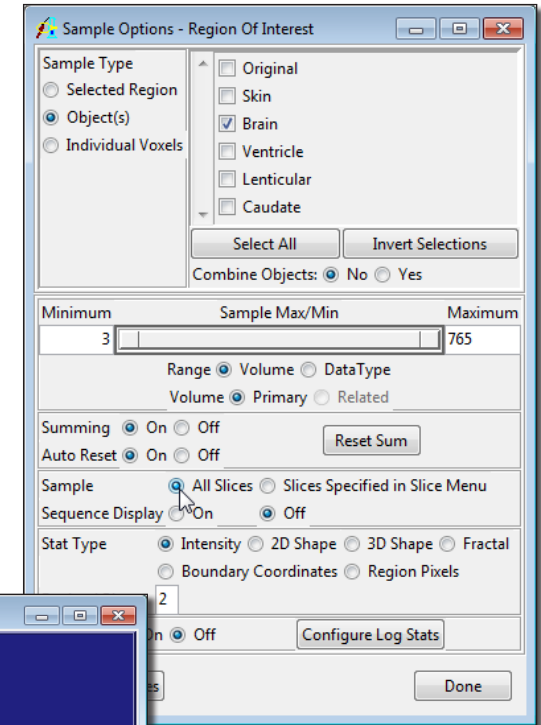 Sample Options - Region Of Interest
Sample Type
Selected Region
Object(s)
Individual Voxels
Original
Skin
Brain
Ventricle
Lenticular
Caudate
Select All Invert Selections
Combine Objects: No Yes
Minimum Sample Max/Min Maximum
3 765
Range Volume DataType
Volume Primary Related
Summing On Off
Reset Sum
Auto Reset On Off
Sample All Slices Slices Specified in Slice Menu
Sequence Display On Off
Stat Type Intensity 2D Shape 3D Shape Fractal
Boundary Coordinates Region Pixels
2
On Off Configure Log Stats
Done